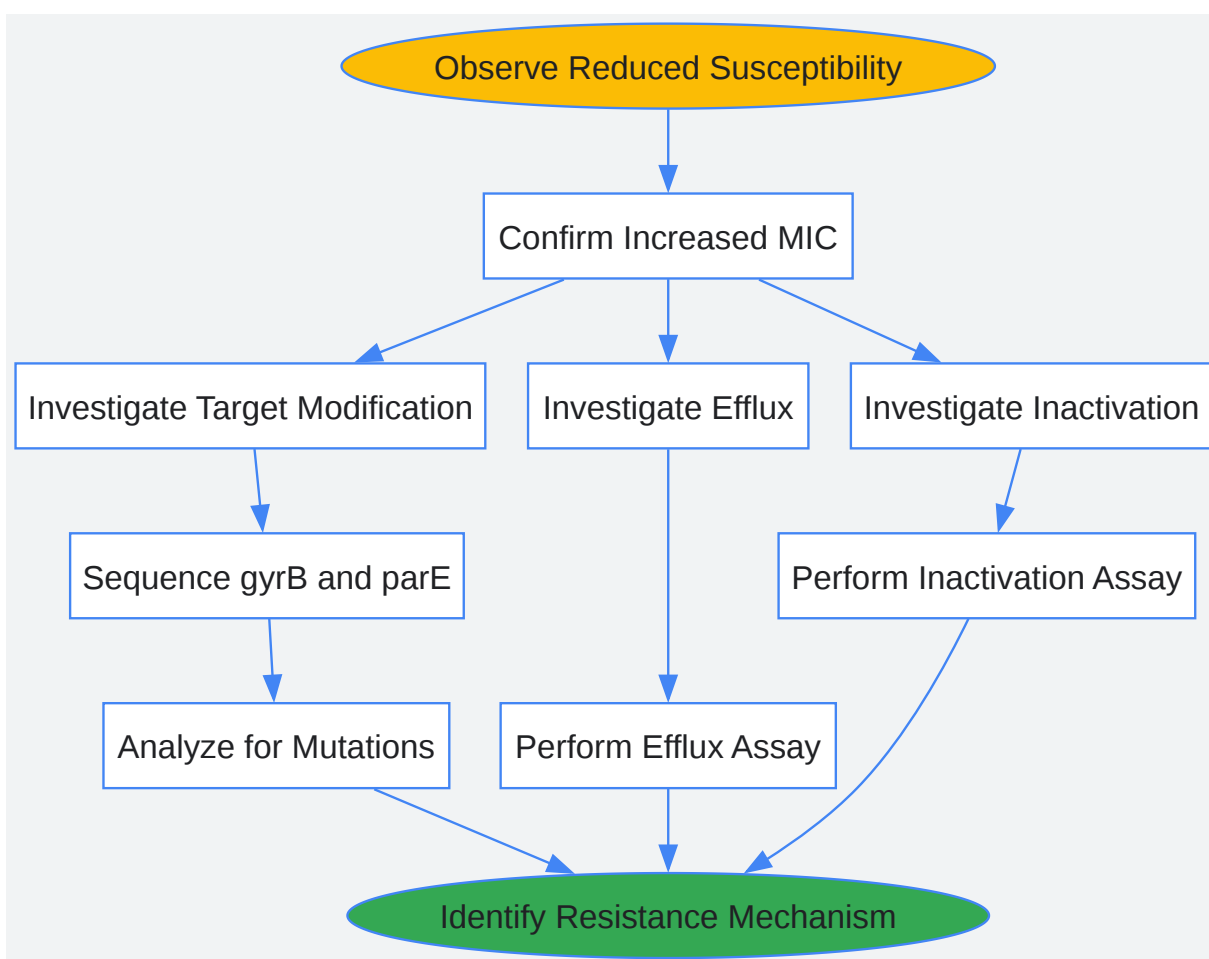 Observe Reduced Susceptibility
Confirm Increased MIC
Investigate Target Modification
Investigate Efflux
Investigate Inactivation
Sequence gyrB and parE
Perform Inactivation Assay
Analyze for Mutations
Perform Efflux Assay
Identify Resistance Mechanism